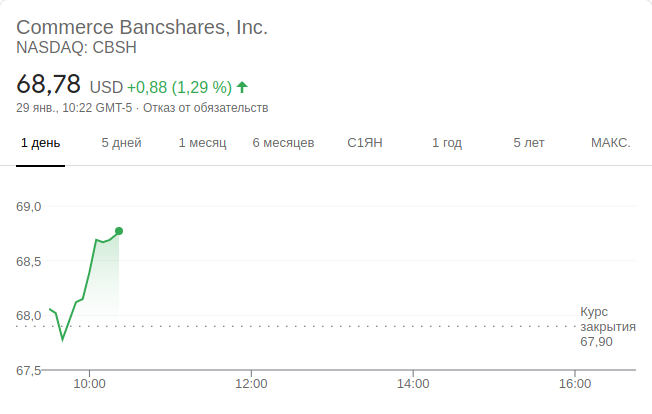 Commerce Bancshares, Inc.
NASDAQ: CBSH
68,78 USD +0,88 (1,29 %)
29 янв., 10:22 GMT-5 · Отказ от обязательств
1 день 5 дней 1 месяц 6 месяцев С1ЯН 1 год 5 лет МАКС.
69,0
68,5
68,0
Курс
закрытия
67,90
67,5
10:00 12:00 14:00 16:00